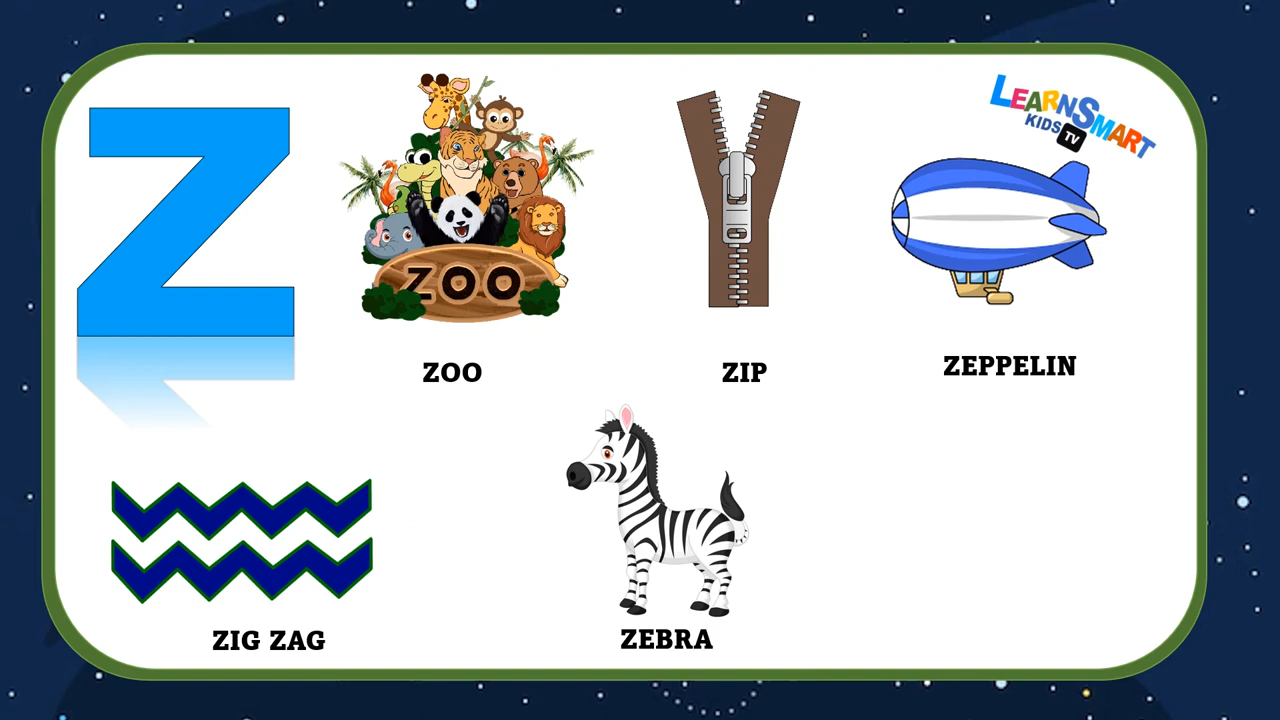 Z
LEARNSMART
KIDS TV
ZOO
ZOO
ZIP
ZEPPELIN
ZIG ZAG
ZEBRA